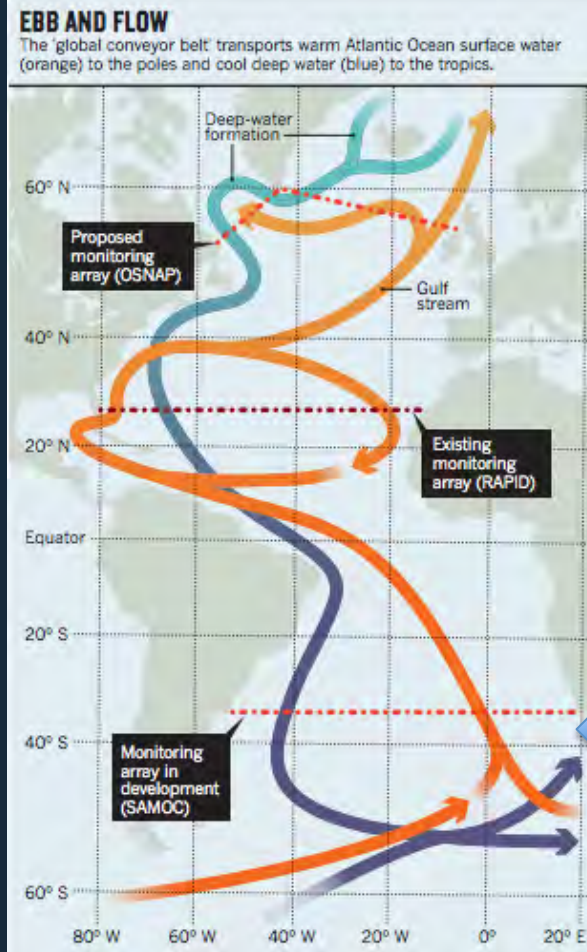 EBB AND FLOW
The 'global conveyor belt' transports warm Atlantic Ocean surface water
(orange) to the poles and cool deep water (blue) to the tropics.
Deep-water
formation
60° N
Proposed
monitoring
array (OSNAP)
Gulf
stream
40° N
20° N
Existing
monitoring
array (RAPID)
Equator
20° S
40° S
Monitoring
array in
development
(SAMOC)
60° S
80° W 60° W 40° W 20° W 0° 20° E